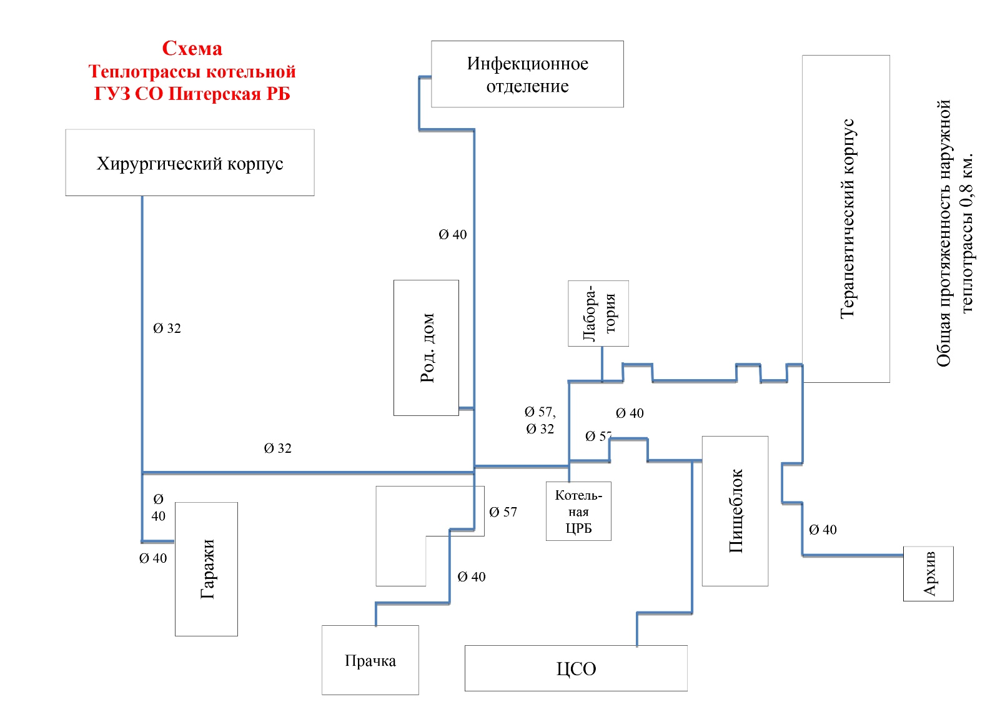 Схема
Теплотрассы котельной
ГУЗ СО Питерская РБ
Инфекционное
отделение
Хирургический корпус
Терапевтический корпус
Общая протяженность наружной
теплотрассы 0,8 км.
Ø 40
Ø 32
Род. дом
Лабора-
тория
Ø 57,
Ø 32
Ø 40
Ø 57
Ø 32
Ø
40
Ø 40
Гаражи
Ø 57
Котель-
ная
ЦРБ
Пищеблок
Ø 40
Архив
Ø 40
Прачка
ЦСО